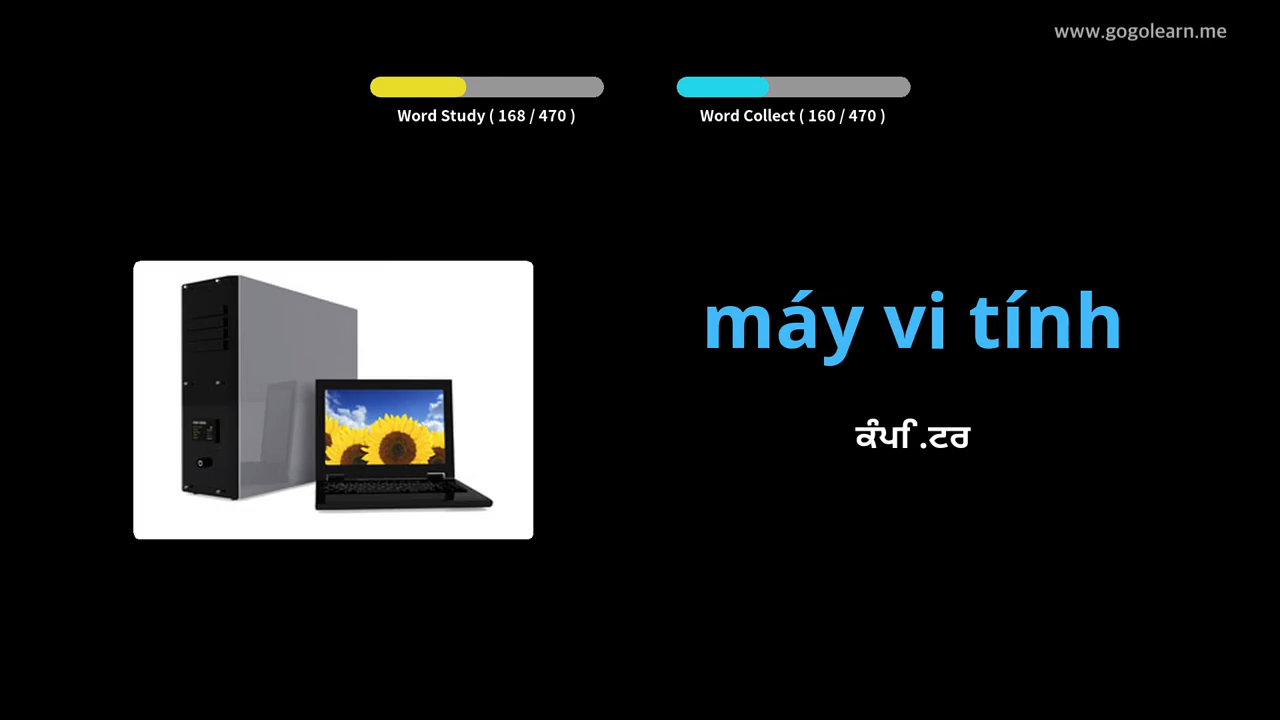 www.gogolearn.me
Word Study ( 168 / 470 )
Word Collect ( 160 / 470 )
máy vi tính
ਕੰਪਿ.ਟਰ